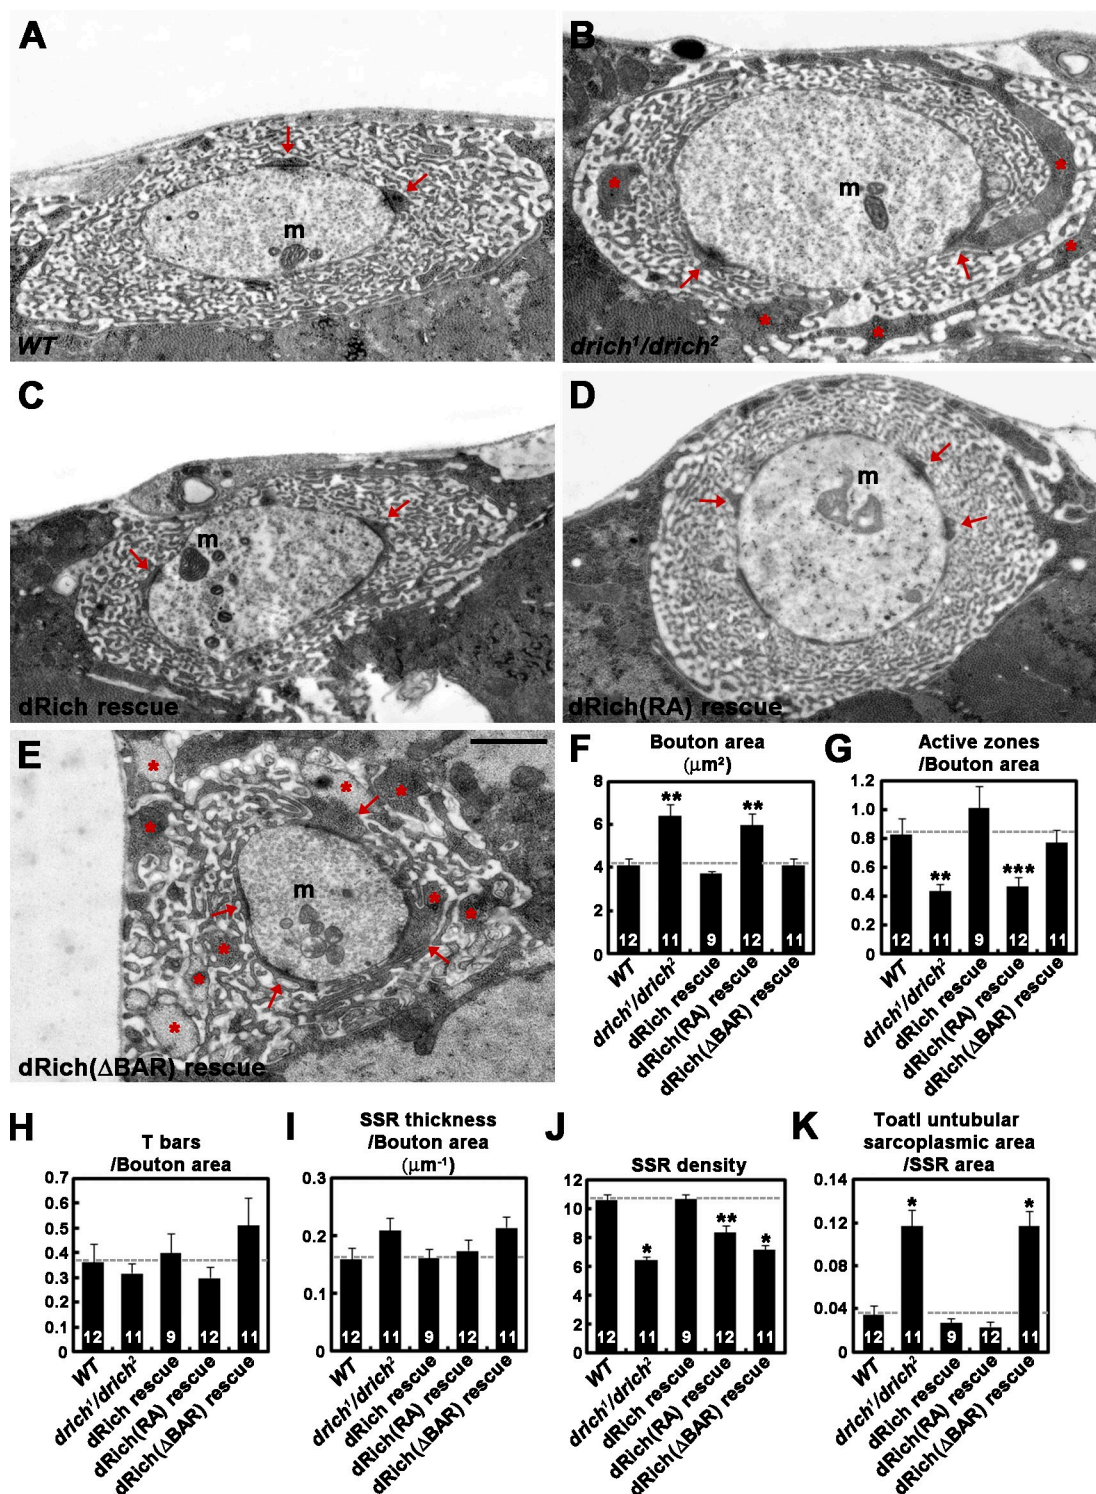 A
m
WT
B
m
drich¹/drich²
C
m
dRich rescue
D
m
dRich(RA) rescue
E
m
dRich(ΔBAR) rescue
F
Bouton area
(μm²)
8
6
4
2
0
** **
12 11 9 12 11
WT
drich¹/drich²
dRich rescue
dRich(RA) rescue
dRich(ΔBAR) rescue
G
Active zones
/Bouton area
1.2
1.0
0.8
0.6
0.4
0.2
0
** ***
12 11 9 12 11
WT
drich¹/drich²
dRich rescue
dRich(RA) rescue
dRich(ΔBAR) rescue
H
T bars
/Bouton area
0.7
0.6
0.5
0.4
0.3
0.2
0.1
0
12 11 9 12 11
WT
drich¹/drich²
dRich rescue
dRich(RA) rescue
dRich(ΔBAR) rescue
I
SSR thickness
/Bouton area
(μm⁻¹)
0.3
0.2
0.1
0
12 11 9 12 11
WT
drich¹/drich²
dRich rescue
dRich(RA) rescue
dRich(ΔBAR) rescue
J
SSR density
12
10
8
6
4
2
0
* ** *
12 11 9 12 11
WT
drich¹/drich²
dRich rescue
dRich(RA) rescue
dRich(ΔBAR) rescue
K
Toatl untubular
sarcoplasmic area
/SSR area
0.14
0.12
0.08
0.04
0
* *
12 11 9 12 11
WT
drich¹/drich²
dRich rescue
dRich(RA) rescue
dRich(ΔBAR) rescue